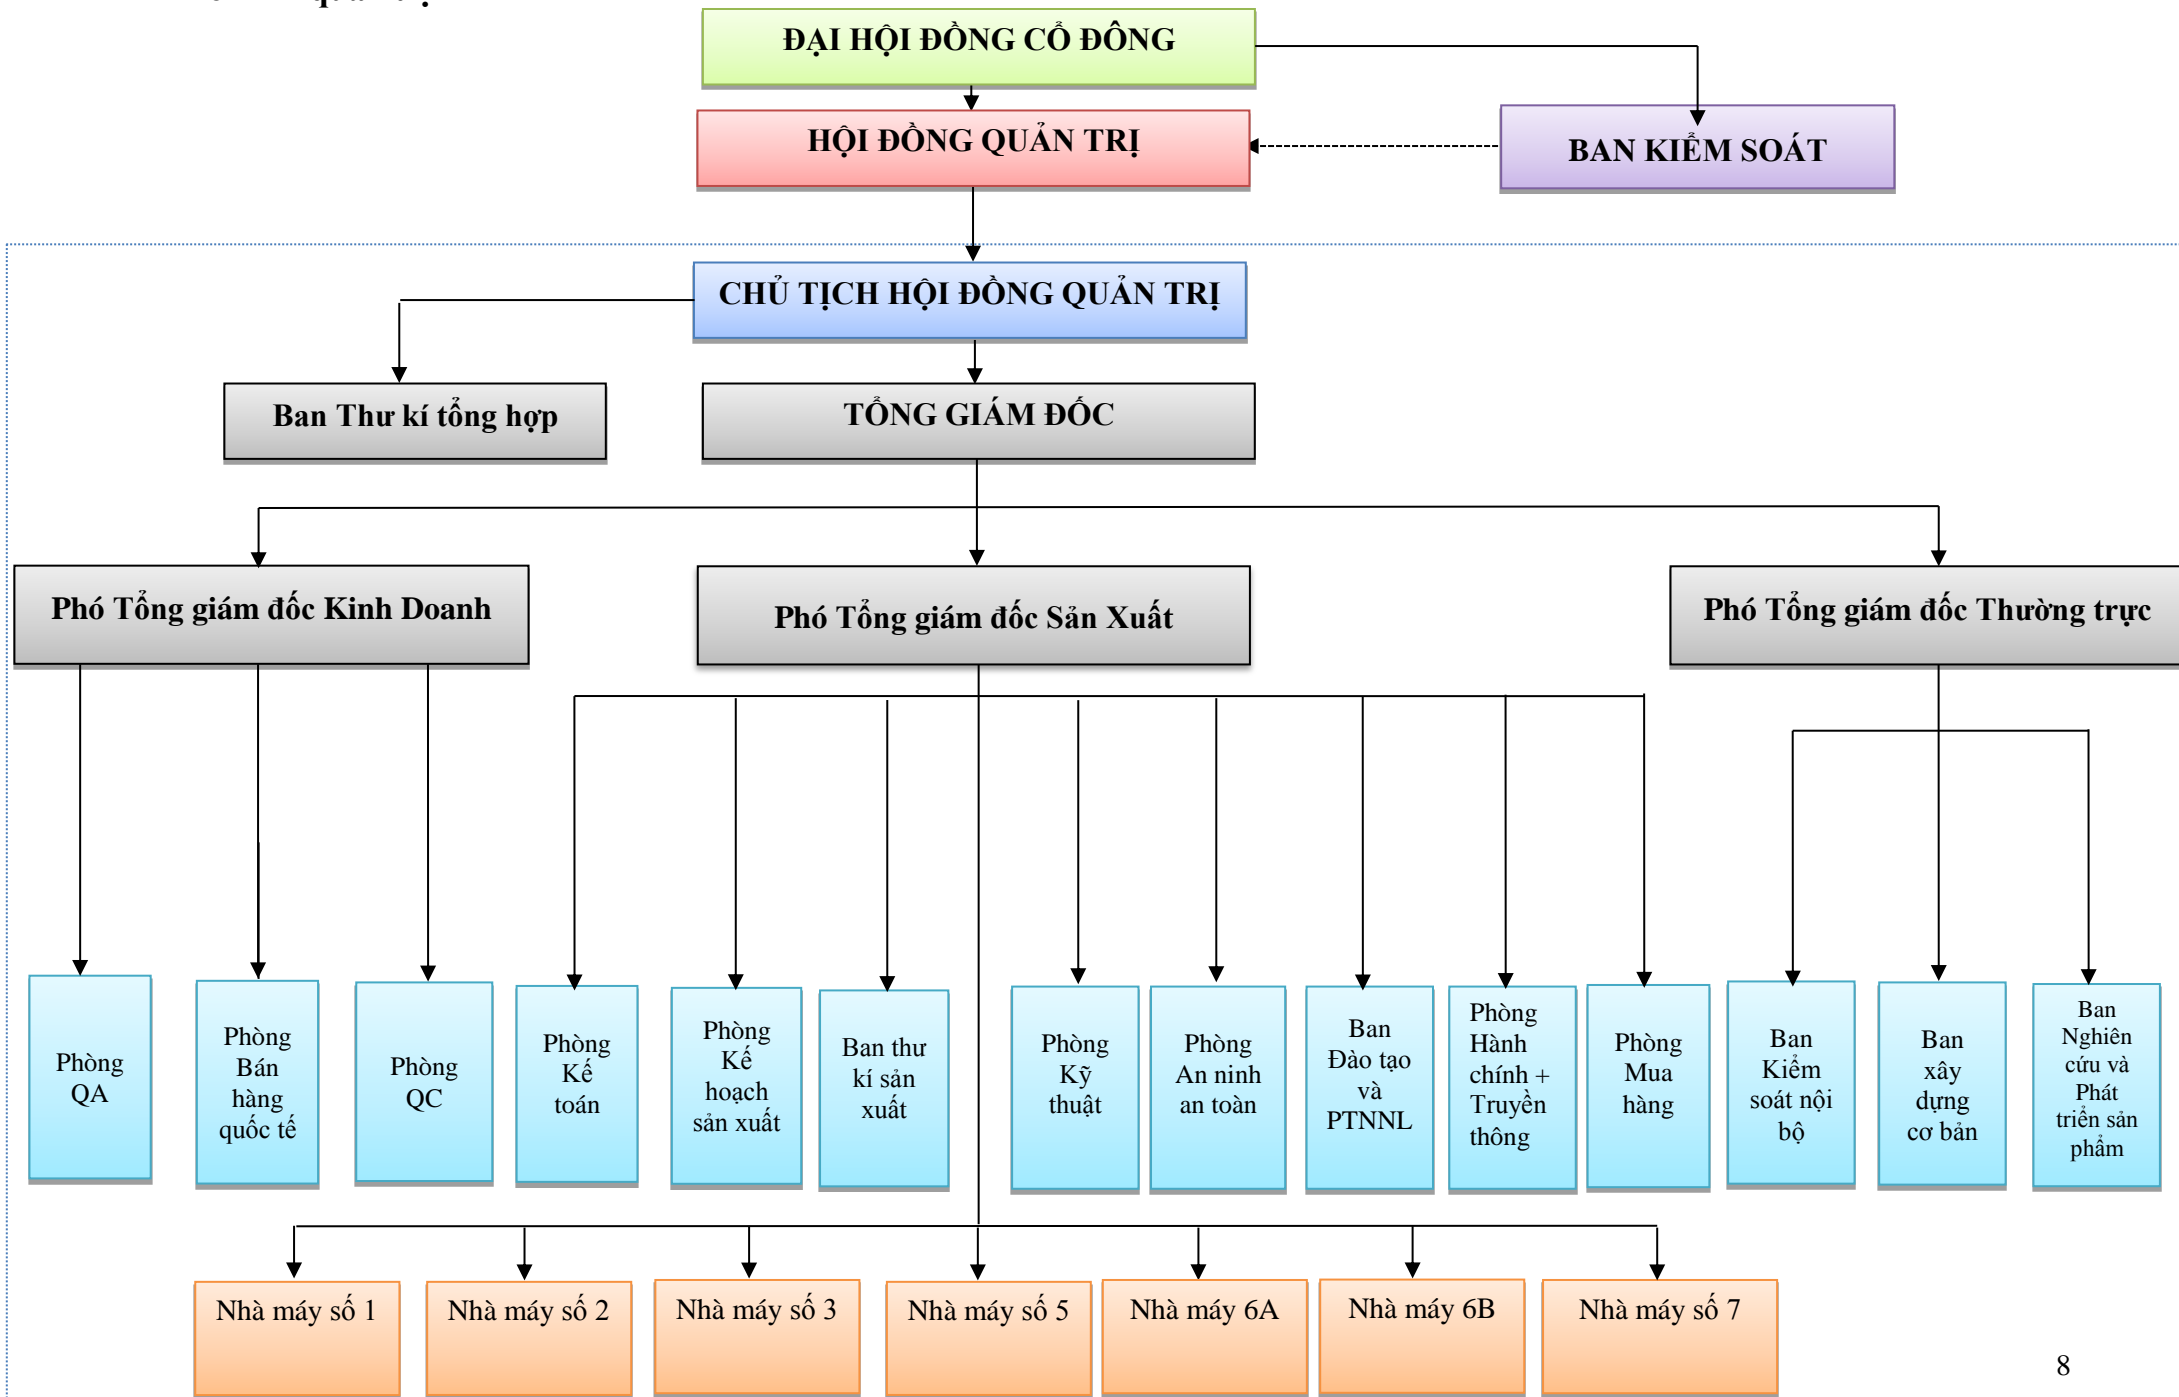 ĐẠI HỘI ĐỒNG CỔ ĐÔNG
HỘI ĐỒNG QUẢN TRỊ
BAN KIỂM SOÁT
CHỦ TỊCH HỘI ĐỒNG QUẢN TRỊ
Ban Thư kí tổng hợp
TỔNG GIÁM ĐỐC
Phó Tổng giám đốc Kinh Doanh
Phó Tổng giám đốc Sản Xuất
Phó Tổng giám đốc Thường trực
Phòng
QA
Phòng
Bán
hàng
quốc tế
Phòng
QC
Phòng
Kế
toán
Phòng
Kế
hoạch
sản xuất
Ban thư
kí sản
xuất
Phòng
Kỹ
thuật
Phòng
An ninh
an toàn
Ban
Đào tạo
và
PTNNL
Phòng
Hành
chính +
Truyền
thông
Phòng
Mua
hàng
Ban
Kiểm
soát nội
bộ
Ban
xây
dựng
cơ bản
Ban
Nghiên
cứu và
Phát
triển sản
phẩm
Nhà máy số 1
Nhà máy số 2
Nhà máy số 3
Nhà máy số 5
Nhà máy 6A
Nhà máy 6B
Nhà máy số 7
8